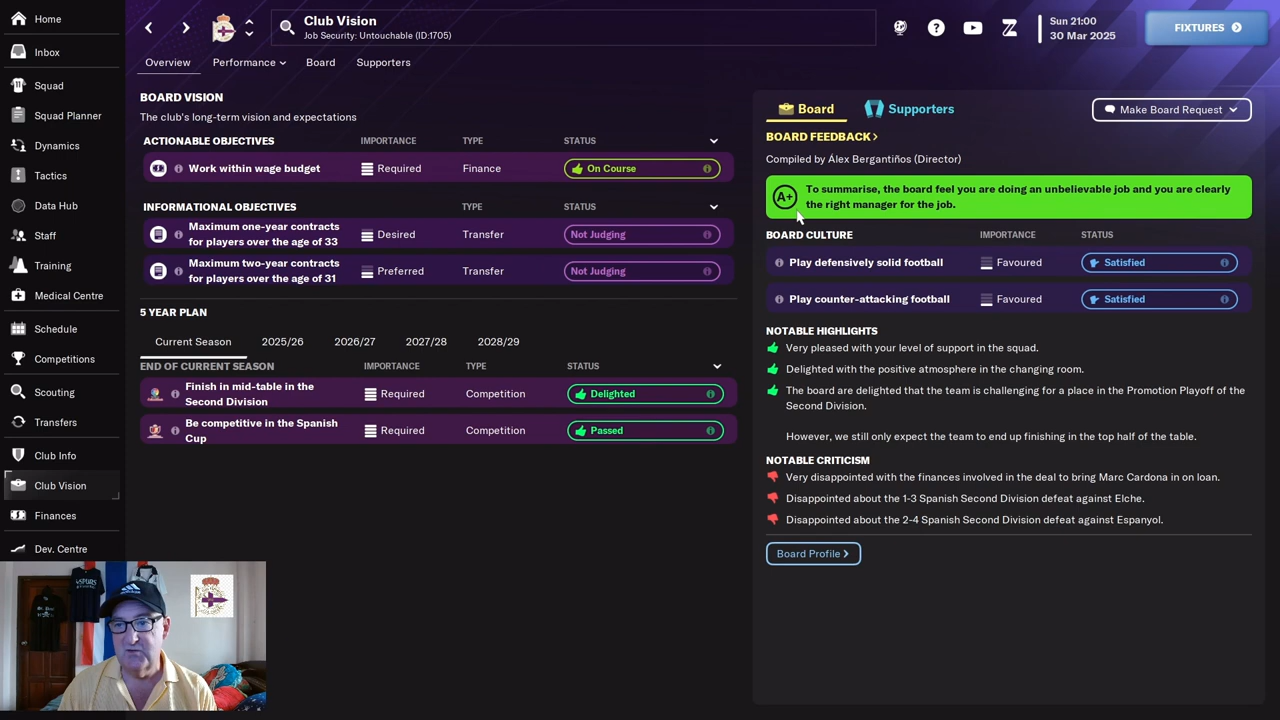 Home
Inbox
Squad
Squad Planner
Dynamics
Tactics
Data Hub
Staff
Training
Medical Centre
Schedule
Competitions
Scouting
Transfers
Club Info
Club Vision
Finances
Dev. Centre
Club Vision
Job Security: Untouchable (ID:1705)
Sun 21:00
30 Mar 2025
FIXTURES
Overview
Performance
Board
Supporters
BOARD VISION
The club's long-term vision and expectations
ACTIONABLE OBJECTIVES IMPORTANCE TYPE STATUS
Work within wage budget Required Finance On Course
INFORMATIONAL OBJECTIVES TYPE STATUS
Maximum one-year contracts
for players over the age of 33 Desired Transfer Not Judging
Maximum two-year contracts
for players over the age of 31 Preferred Transfer Not Judging
5 YEAR PLAN
Current Season 2025/26 2026/27 2027/28 2028/29
END OF CURRENT SEASON IMPORTANCE TYPE STATUS
Finish in mid-table in the
Second Division Required Competition Delighted
Be competitive in the Spanish
Cup Required Competition Passed
Board Supporters
Make Board Request
BOARD FEEDBACK
Compiled by Álex Bergantiños (Director)
A+ To summarise, the board feel you are doing an unbelievable job and you are clearly
the right manager for the job.
BOARD CULTURE IMPORTANCE STATUS
Play defensively solid football Favoured Satisfied
Play counter-attacking football Favoured Satisfied
NOTABLE HIGHLIGHTS
Very pleased with your level of support in the squad.
Delighted with the positive atmosphere in the changing room.
The board are delighted that the team is challenging for a place in the Promotion Playoff of the
Second Division.
However, we still only expect the team to end up finishing in the top half of the table.
NOTABLE CRITICISM
Very disappointed with the finances involved in the deal to bring Marc Cardona in on loan.
Disappointed about the 1-3 Spanish Second Division defeat against Elche.
Disappointed about the 2-4 Spanish Second Division defeat against Espanyol.
Board Profile